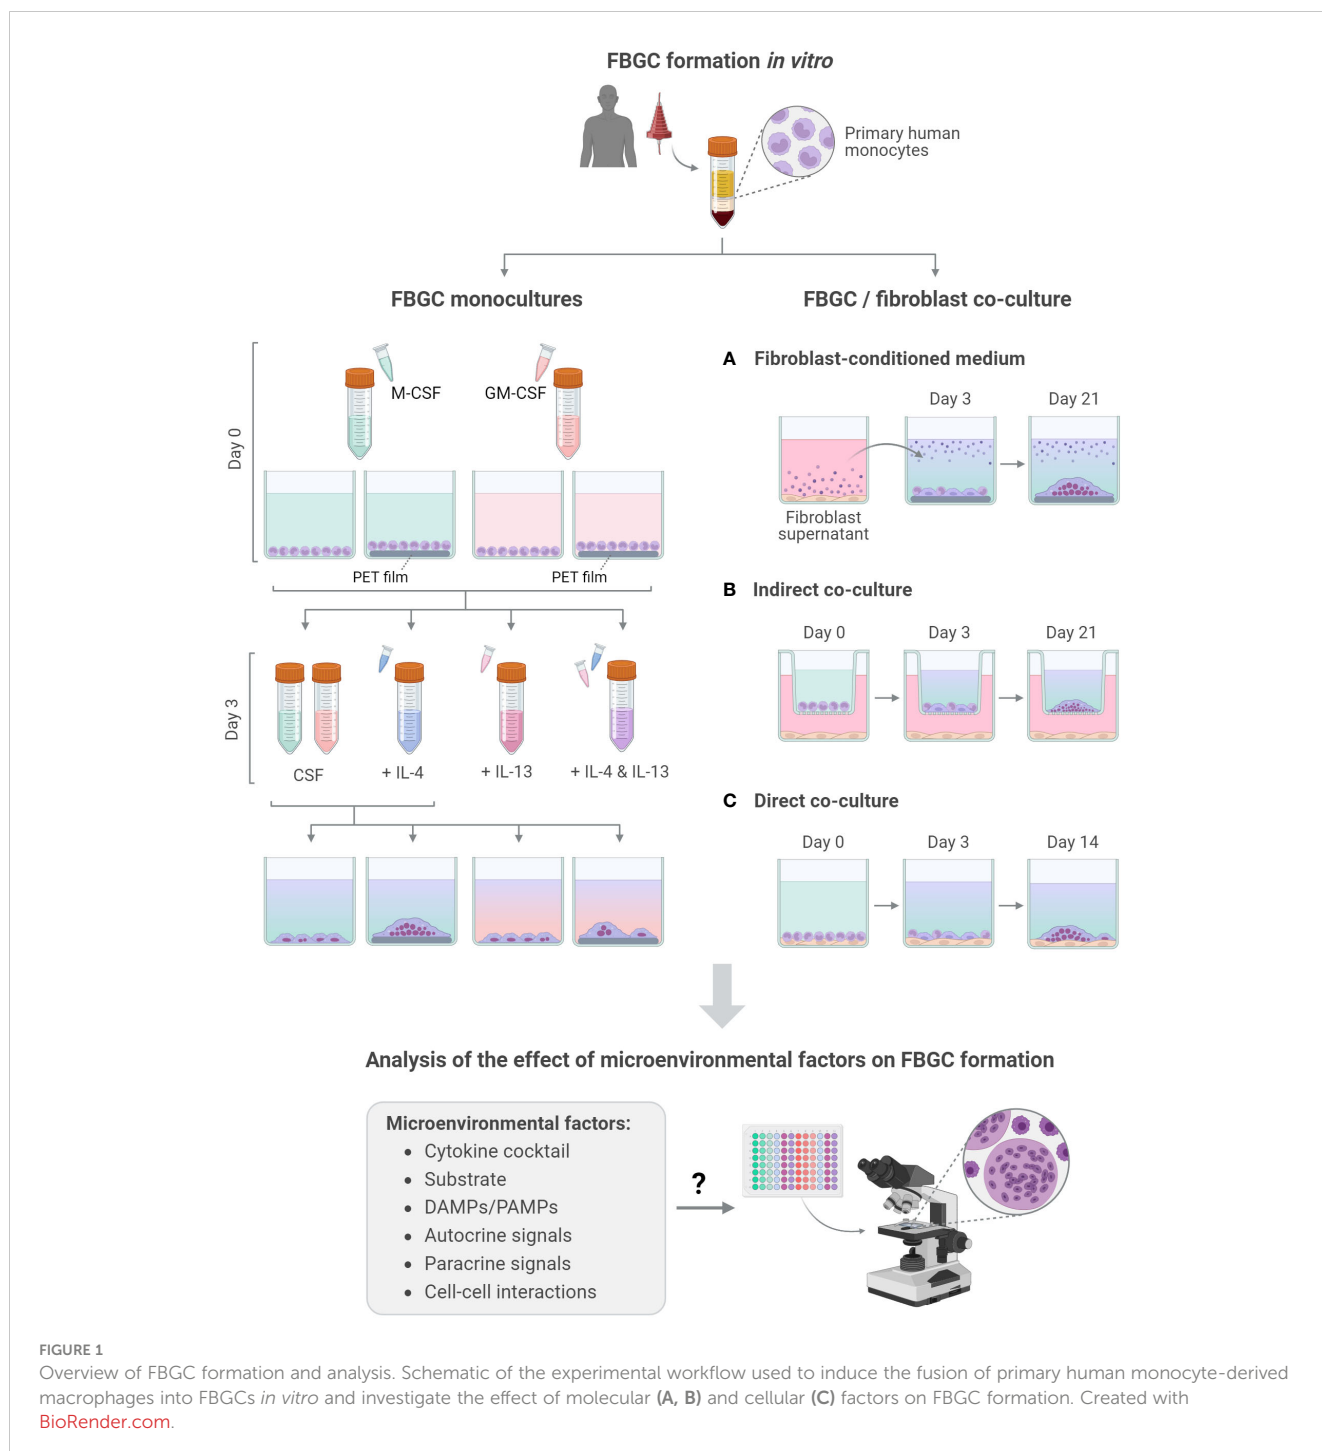 FBGC formation in vitro
Primary human
monocytes
FBGC monocultures
Day 0
M-CSF
GM-CSF
PET film
PET film
Day 3
CSF
+ IL-4
+ IL-13
+ IL-4 & IL-13
FBGC / fibroblast co-culture
A Fibroblast-conditioned medium
Day 3
Day 21
Fibroblast
supernatant
B Indirect co-culture
Day 0
Day 3
Day 21
C Direct co-culture
Day 0
Day 3
Day 14
Analysis of the effect of microenvironmental factors on FBGC formation
Microenvironmental factors:
• Cytokine cocktail
• Substrate
• DAMPs/PAMPs
• Autocrine signals
• Paracrine signals
• Cell-cell interactions
?
FIGURE 1
Overview of FBGC formation and analysis. Schematic of the experimental workflow used to induce the fusion of primary human monocyte-derived
macrophages into FBGCs in vitro and investigate the effect of molecular (A, B) and cellular (C) factors on FBGC formation. Created with
BioRender.com.